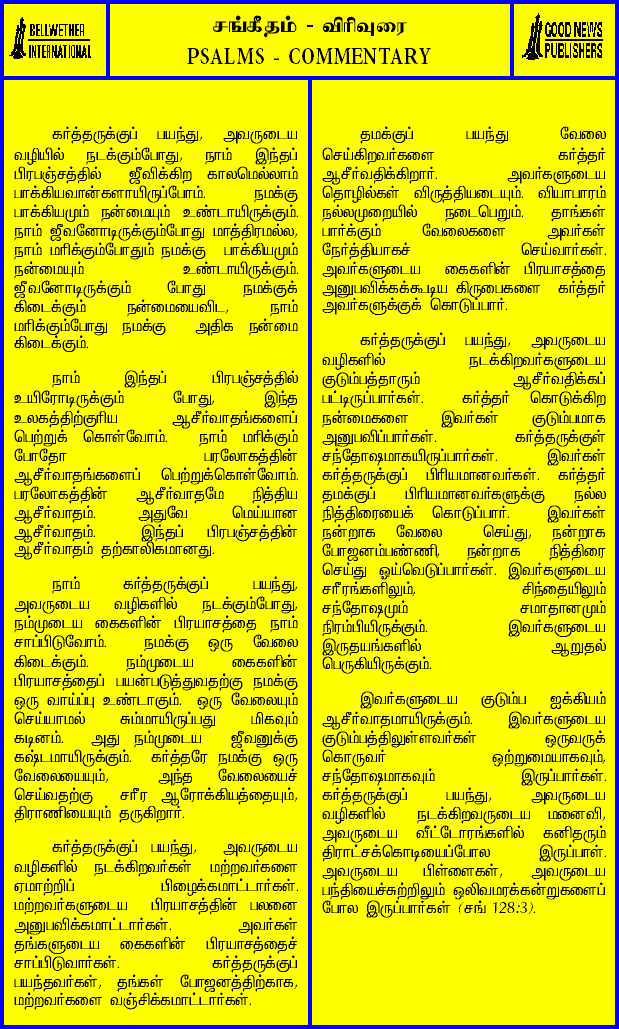 BELLWETHER
INTERNATIONAL
சங்கீதம் - விரிவுரை
PSALMS - COMMENTARY
GOOD NEWS
PUBLISHERS
கர்த்தருக்குப் பயந்து, அவருடைய
வழியில் நடக்கும்போது, நாம் இந்தப்
பிரபஞ்சத்தில் ஜீவிக்கிற காலமெல்லாம்
பாக்கியவான்களாயிருப்போம். நமக்கு
பாக்கியமும் நன்மையும் உண்டாயிருக்கும்.
நாம் ஜீவனோடிருக்கும்போது மாத்திரமல்ல,
நாம் மரிக்கும்போதும் நமக்கு பாக்கியமும்
நன்மையும் உண்டாயிருக்கும்.
ஜீவனோடிருக்கும் போது நமக்குக்
கிடைக்கும் நன்மையைவிட, நாம்
மரிக்கும்போது நமக்கு அதிக நன்மை
கிடைக்கும்.
நாம் இந்தப் பிரபஞ்சத்தில்
உயிரோடிருக்கும் போது, இந்த
உலகத்திற்குரிய ஆசீர்வாதங்களைப்
பெற்றுக் கொள்வோம். நாம் மரிக்கும்
போதோ பரலோகத்தின்
ஆசீர்வாதங்களைப் பெற்றுக்கொள்வோம்.
பரலோகத்தின் ஆசீர்வாதமே நித்திய
ஆசீர்வாதம். அதுவே மெய்யான
ஆசீர்வாதம். இந்தப் பிரபஞ்சத்தின்
ஆசீர்வாதம் தற்காலிகமானது.
நாம் கர்த்தருக்குப் பயந்து,
அவருடைய வழிகளில் நடக்கும்போது,
நம்முடைய கைகளின் பிரயாசத்தை நாம்
சாப்பிடுவோம். நமக்கு ஒரு வேலை
கிடைக்கும். நம்முடைய கைகளின்
பிரயாசத்தைப் பயன்படுத்துவதற்கு நமக்கு
ஒரு வாய்ப்பு உண்டாகும். ஒரு வேலையும்
செய்யாமல் சும்மாயிருப்பது மிகவும்
கடினம். அது நம்முடைய ஜீவனுக்கு
கஷ்டமாயிருக்கும். கர்த்தரே நமக்கு ஒரு
வேலையையும், அந்த வேலையைச்
செய்வதற்கு சரீர ஆரோக்கியத்தையும்,
திராணியையும் தருகிறார்.
கர்த்தருக்குப் பயந்து, அவருடைய
வழிகளில் நடக்கிறவர்கள் மற்றவர்களை
ஏமாற்றிப் பிழைக்கமாட்டார்கள்.
மற்றவர்களுடைய பிரயாசத்தின் பலனை
அனுபவிக்கமாட்டார்கள். அவர்கள்
தங்களுடைய கைகளின் பிரயாசத்தைச்
சாப்பிடுவார்கள். கர்த்தருக்குப்
பயந்தவர்கள், தங்கள் போஜனத்திற்காக,
மற்றவர்களை வஞ்சிக்கமாட்டார்கள்.
தமக்குப் பயந்து வேலை
செய்கிறவர்களை கர்த்தர்
ஆசீர்வதிக்கிறார். அவர்களுடைய
தொழில்கள் விருத்தியடையும். வியாபாரம்
நல்லமுறையில் நடைபெறும். தாங்கள்
பார்க்கும் வேலைகளை அவர்கள்
நேர்த்தியாகச் செய்வார்கள்.
அவர்களுடைய கைகளின் பிரயாசத்தை
அனுபவிக்கக்கூடிய கிருபைகளை கர்த்தர்
அவர்களுக்குக் கொடுப்பார்.
கர்த்தருக்குப் பயந்து, அவருடைய
வழிகளில் நடக்கிறவர்களுடைய
குடும்பத்தாரும் ஆசீர்வதிக்கப்
பட்டிருப்பார்கள். கர்த்தர் கொடுக்கிற
நன்மைகளை இவர்கள் குடும்பமாக
அனுபவிப்பார்கள். கர்த்தருக்குள்
சந்தோஷமாகயிருப்பார்கள். இவர்கள்
கர்த்தருக்குப் பிரியமானவர்கள். கர்த்தர்
தமக்குப் பிரியமானவர்களுக்கு நல்ல
நித்திரையைக் கொடுப்பார். இவர்கள்
நன்றாக வேலை செய்து, நன்றாக
போஜனம்பண்ணி, நன்றாக நித்திரை
செய்து ஓய்வெடுப்பார்கள். இவர்களுடைய
சரீரங்களிலும், சிந்தையிலும்
சந்தோஷமும் சமாதானமும்
நிரம்பியிருக்கும். இவர்களுடைய
இருதயங்களில் ஆறுதல்
பெருகியிருக்கும்.
இவர்களுடைய குடும்ப ஐக்கியம்
ஆசீர்வாதமாயிருக்கும். இவர்களுடைய
குடும்பத்திலுள்ளவர்கள் ஒருவருக்
கொருவர் ஒற்றுமையாகவும்,
சந்தோஷமாகவும் இருப்பார்கள்.
கர்த்தருக்குப் பயந்து, அவருடைய
வழிகளில் நடக்கிறவருடைய மனைவி,
அவருடைய வீட்டோரங்களில் கனிதரும்
திராட்சக்கொடியைப்போல இருப்பாள்.
அவருடைய பிள்ளைகள், அவருடைய
பந்தியைச்சுற்றிலும் ஒலிவமரக்கன்றுகளைப்
போல இருப்பார்கள் (சங் 128:3).